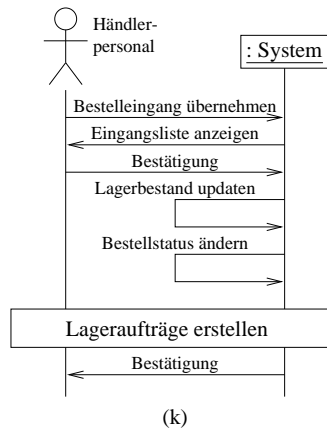 Händler-
personal
: System
Bestelleingang übernehmen
Eingangsliste anzeigen
Bestätigung
Lagerbestand updaten
Bestellstatus ändern
Lageraufträge erstellen
Bestätigung
(k)